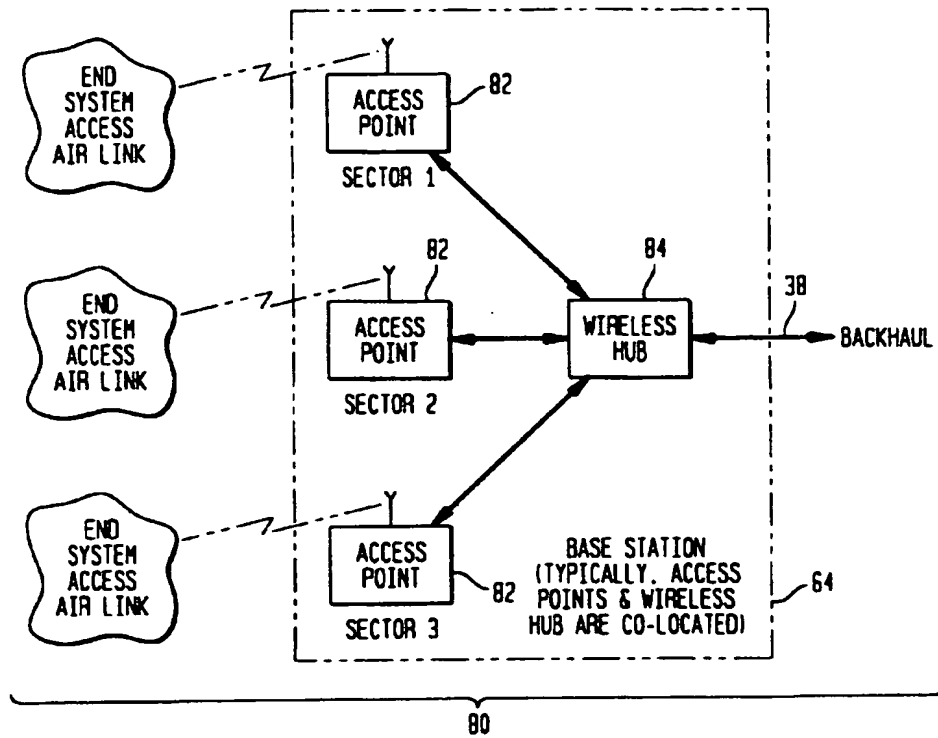 END
SYSTEM
ACCESS
AIR LINK
ACCESS
POINT
82
SECTOR 1
END
SYSTEM
ACCESS
AIR LINK
ACCESS
POINT
82
SECTOR 2
WIRELESS
HUB
84
38
BACKHAUL
END
SYSTEM
ACCESS
AIR LINK
ACCESS
POINT
82
SECTOR 3
BASE STATION
(TYPICALLY, ACCESS
POINTS & WIRELESS
HUB ARE CO-LOCATED)
64
80